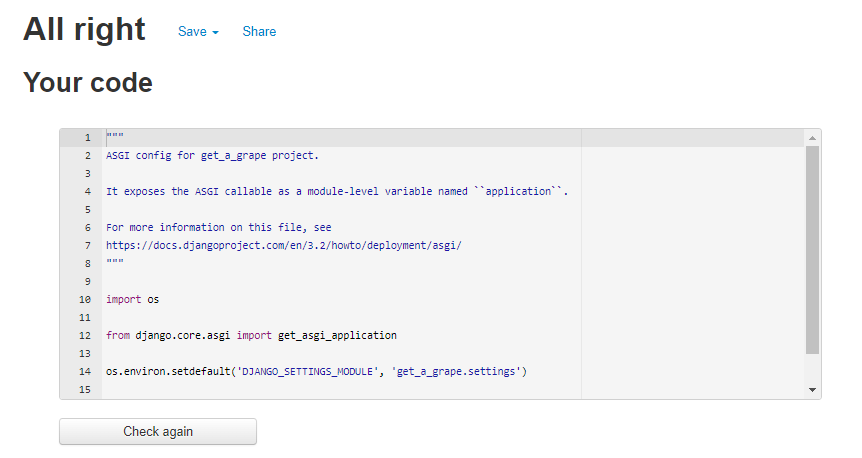 All right Save Share
Your code
1 """
2 ASGI config for get_a_grape project.
3
4 It exposes the ASGI callable as a module-level variable named ``application``.
5
6 For more information on this file, see
7 https://docs.djangoproject.com/en/3.2/howto/deployment/asgi/
8 """
9
10 import os
11
12 from django.core.asgi import get_asgi_application
13
14 os.environ.setdefault('DJANGO_SETTINGS_MODULE', 'get_a_grape.settings')
15
Check again